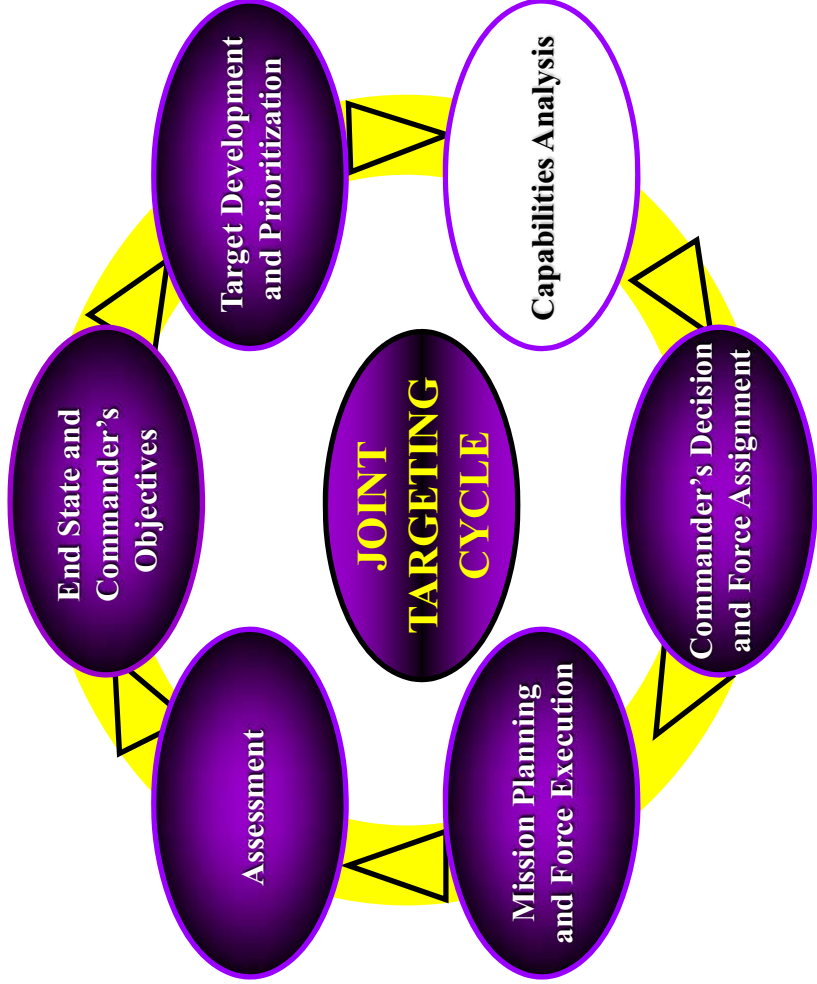 End State and
Commander’s
Objectives
Target Development
and Prioritization
Capabilities Analysis
Commander’s Decision
and Force Assignment
Mission Planning
and Force Execution
Assessment
JOINT
TARGETING
CYCLE